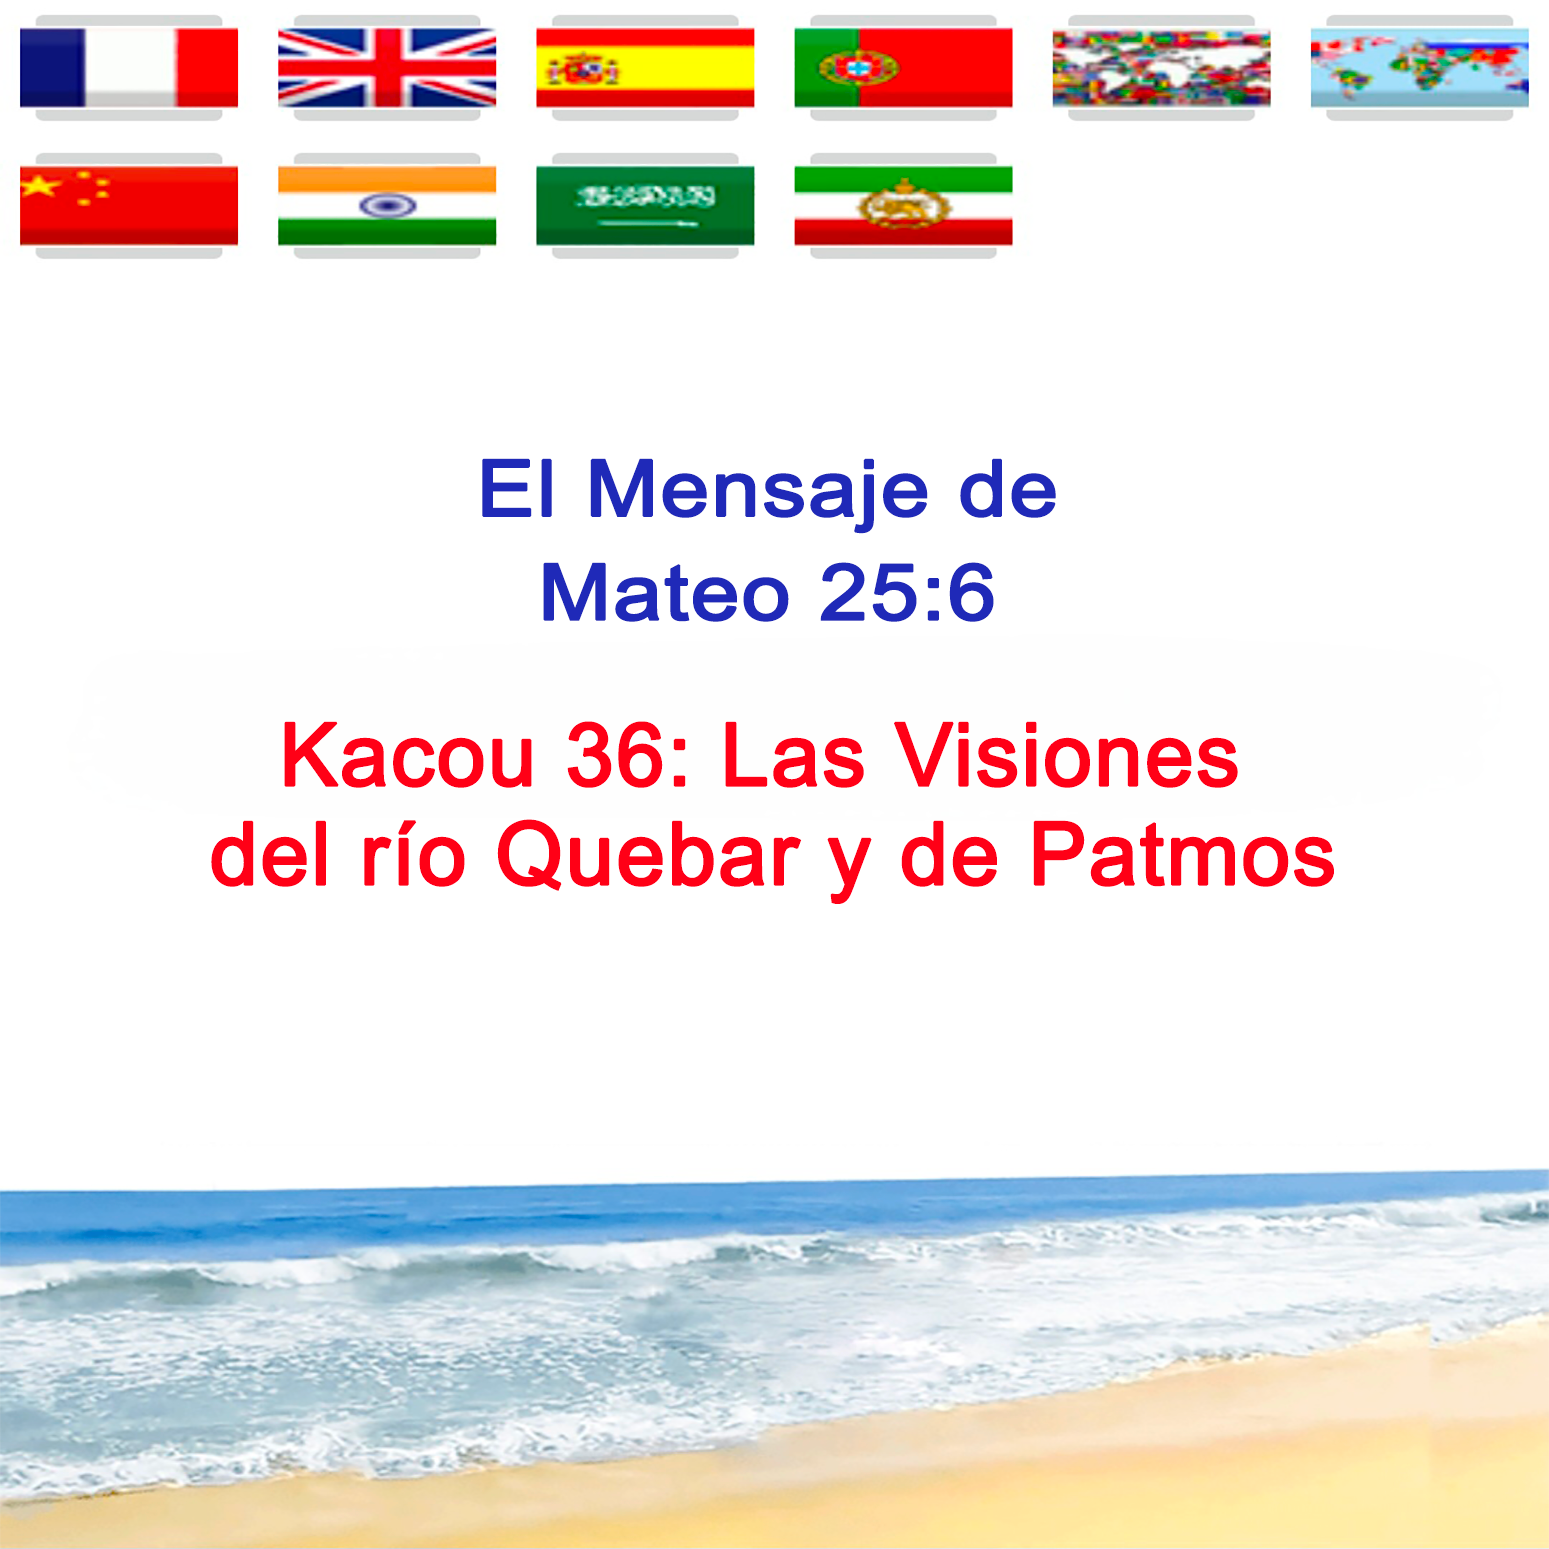 El Mensaje de
Mateo 25:6
Kacou 36: Las Visiones
del río Quebar y de Patmos